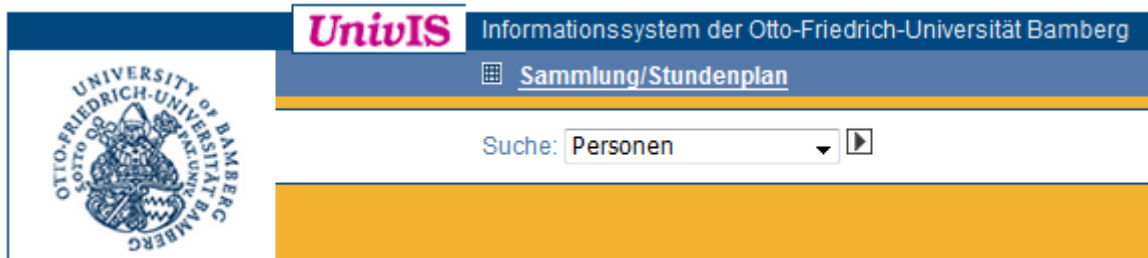 UnivIS Informationssystem der Otto-Friedrich-Universität Bamberg
Sammlung/Stundenplan
Suche: Personen
OTTO-FRIEDRICH-UNIVERSITÄT BAMBERG
UNIVERSITY OF BAMBERG